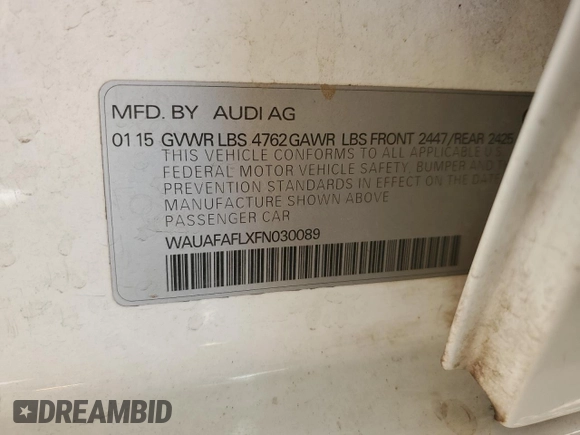 MFD. BY AUDI AG
01 15 GVWR LBS 4762 GAWR LBS FRONT 2447/REAR 2425
THIS VEHICLE CONFORMS TO ALL APPLICABLE U.S.
FEDERAL MOTOR VEHICLE SAFETY, BUMPER AND
PREVENTION STANDARDS IN EFFECT ON THE DATE
MANUFACTURE SHOWN ABOVE
PASSENGER CAR
WAUAFAFLXFN030089
DREAMBID